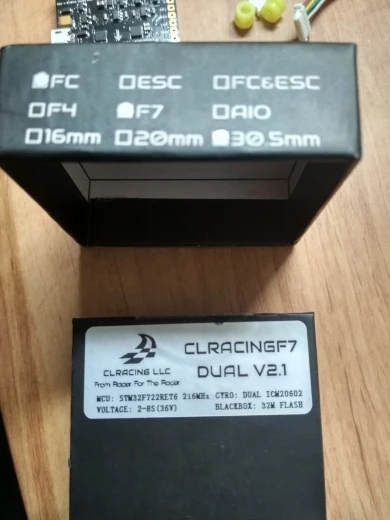 FC ESC FC&ESC
F4 F7 AIO
16mm 20mm 30.5mm
CLRACING LLC
From Racer For The Racer
CLRACINGF7
DUAL V2.1
MCU: STM32F722RET6 216MHz GYRO: DUAL ICM20602
VOLTAGE: 2-8S(36V) BLACKBOX: 32M FLASH